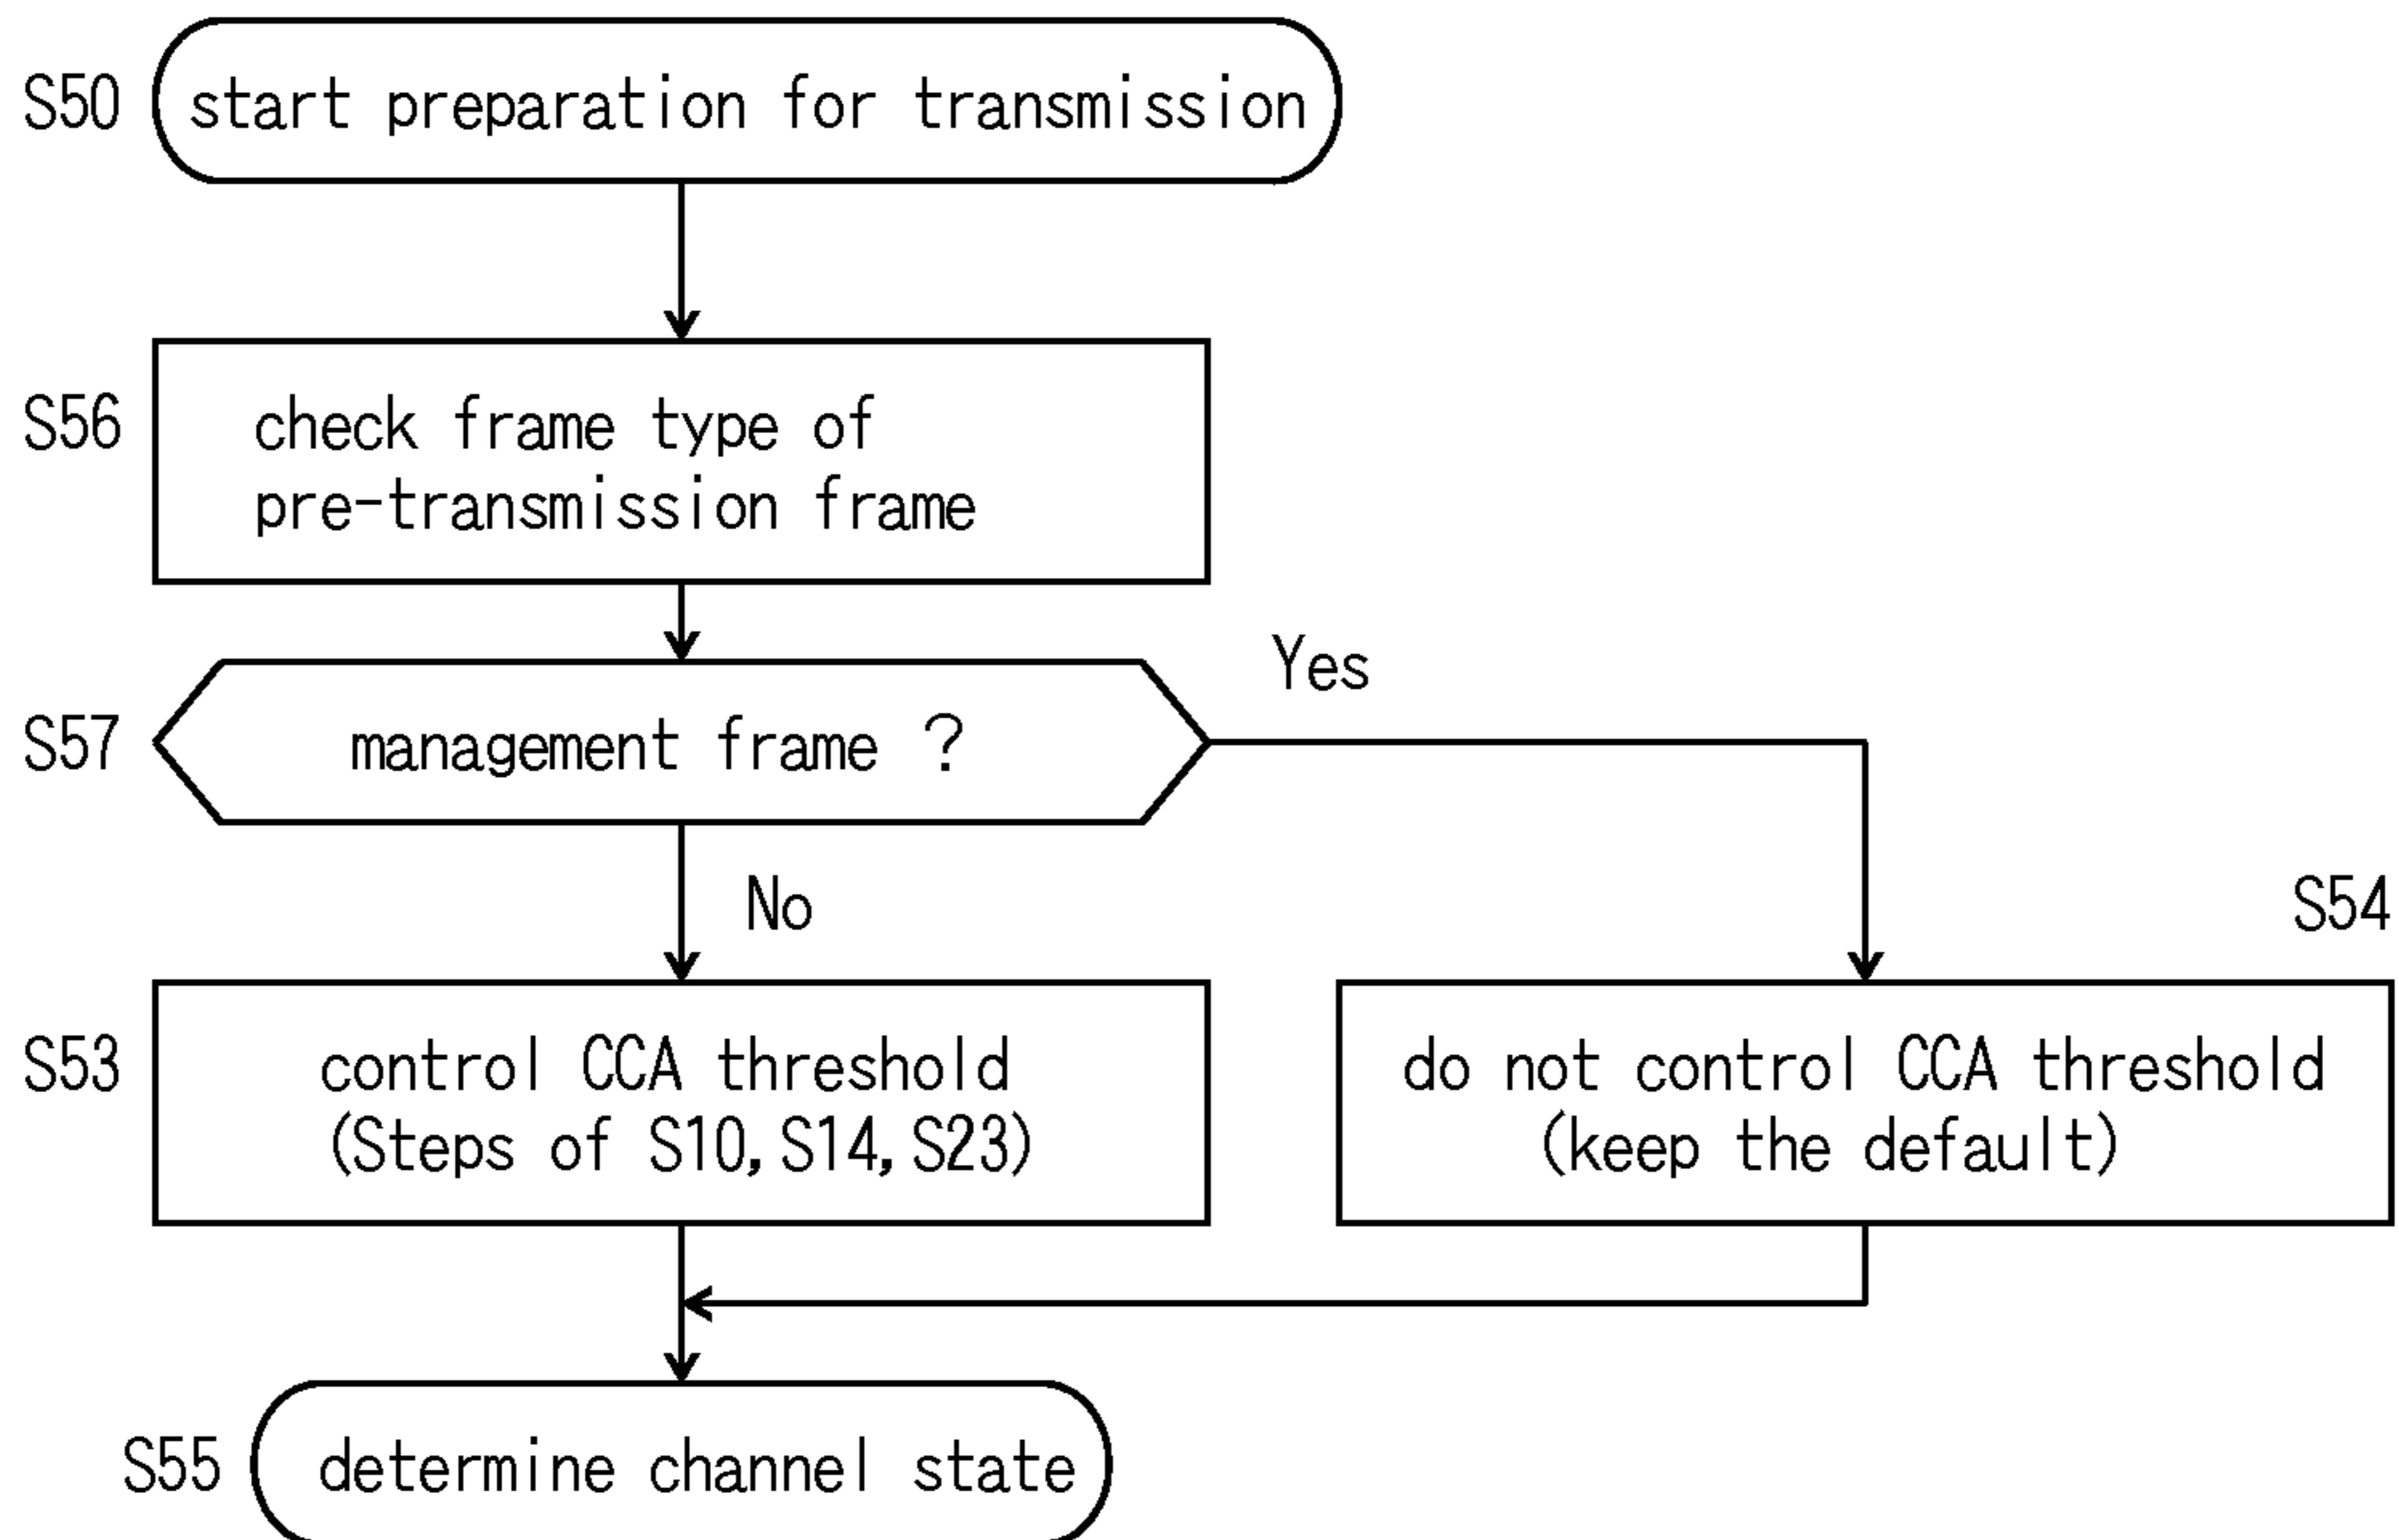 S50 start preparation for transmission
S56 check frame type of
pre-transmission frame
Yes
S57 management frame ?
No
S54
S53 control CCA threshold
(Steps of S10, S14, S23)
do not control CCA threshold
(keep the default)
S55 determine channel state